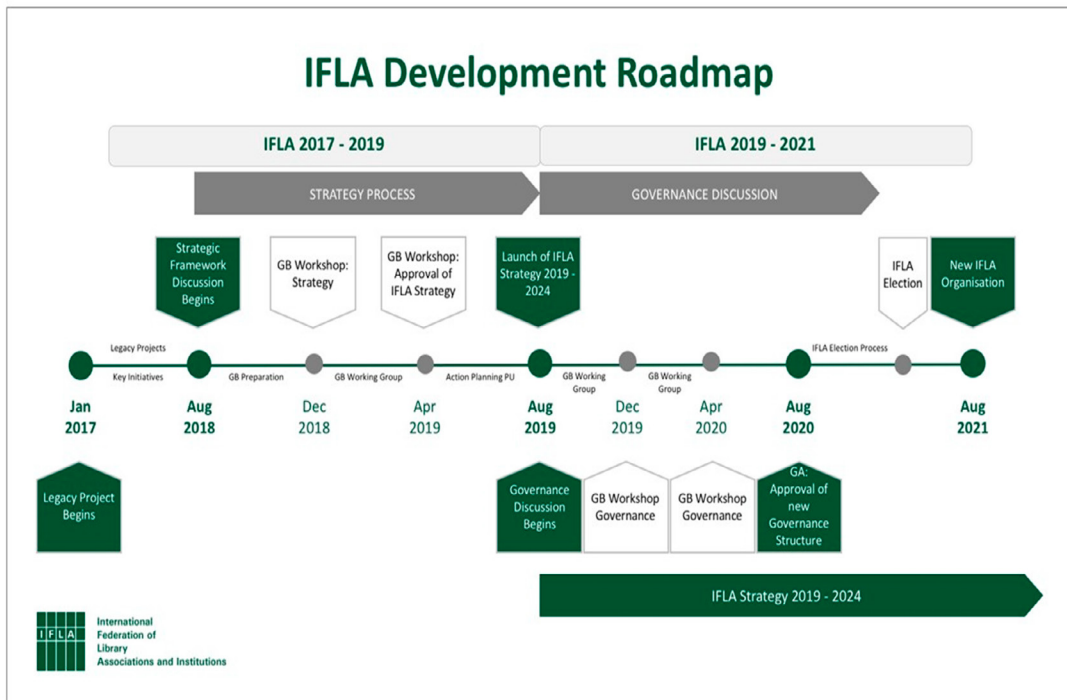 IFLA Development Roadmap
IFLA 2017 - 2019
IFLA 2019 - 2021
STRATEGY PROCESS
GOVERNANCE DISCUSSION
Strategic
Framework
Discussion
Begins
GB Workshop:
Strategy
GB Workshop:
Approval of
IFLA Strategy
Launch of IFLA
Strategy 2019 -
2024
IFLA
Election
New IFLA
Organisation
Legacy Projects
Key Initiatives
GB Preparation
GB Working Group
Action Planning PU
GB Working
Group
GB Working
Group
IFLA Election Process
Jan
2017
Aug
2018
Dec
2018
Apr
2019
Aug
2019
Dec
2019
Apr
2020
Aug
2020
Aug
2021
Legacy Project
Begins
Governance
Discussion
Begins
GB Workshop
Governance
GB Workshop
Governance
GA:
Approval of
new
Governance
Structure
IFLA Strategy 2019 - 2024
IFLA
International
Federation of
Library
Associations and Institutions